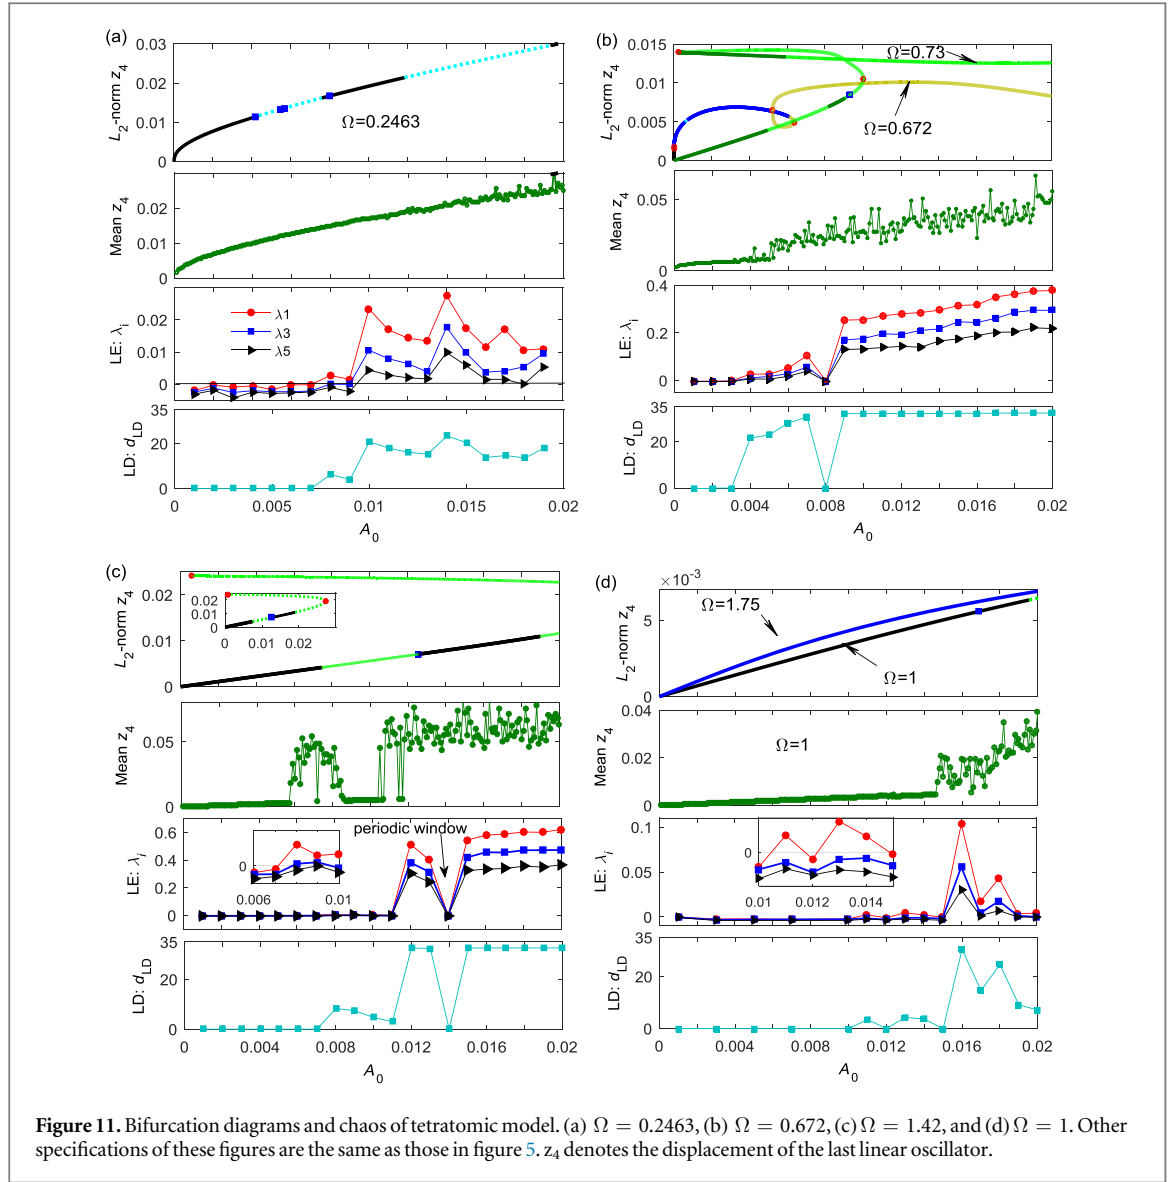 (a)
0.03
0.02
0.01
0
L2-norm z4
Ω=0.2463
0.02
0.01
0
Mean z4
0.02
0.01
0
LE: λi
λ1
λ3
λ5
35
20
0
LD: dLD
0 0.005 0.01 0.015 0.02
A0
(b)
0.015
0.01
0.005
0
L2-norm z4
Ω=0.73
Ω=0.672
0.05
0
Mean z4
0.4
0.2
0
LE: λi
35
20
0
LD: dLD
0 0.004 0.008 0.012 0.016 0.02
A0
(c)
0.02
0.01
0
L2-norm z4
0.02
0.01
0
0 0.01 0.02
0.05
0
Mean z4
0.6
0.4
0.2
0
LE: λi
periodic window
0
0.006 0.01
35
20
0
LD: dLD
0 0.004 0.008 0.012 0.016 0.02
A0
(d)
×10−3
5
0
L2-norm z4
Ω=1.75
Ω=1
0.04
0.02
0
Mean z4
Ω=1
0.1
0.05
0
LE: λi
0
0.01 0.012 0.014
35
20
0
LD: dLD
0 0.004 0.008 0.012 0.016 0.02
A0
Figure 11. Bifurcation diagrams and chaos of tetratomic model. (a) Ω = 0.2463, (b) Ω = 0.672, (c) Ω = 1.42, and (d) Ω = 1. Other
specifications of these figures are the same as those in figure 5. z4 denotes the displacement of the last linear oscillator.